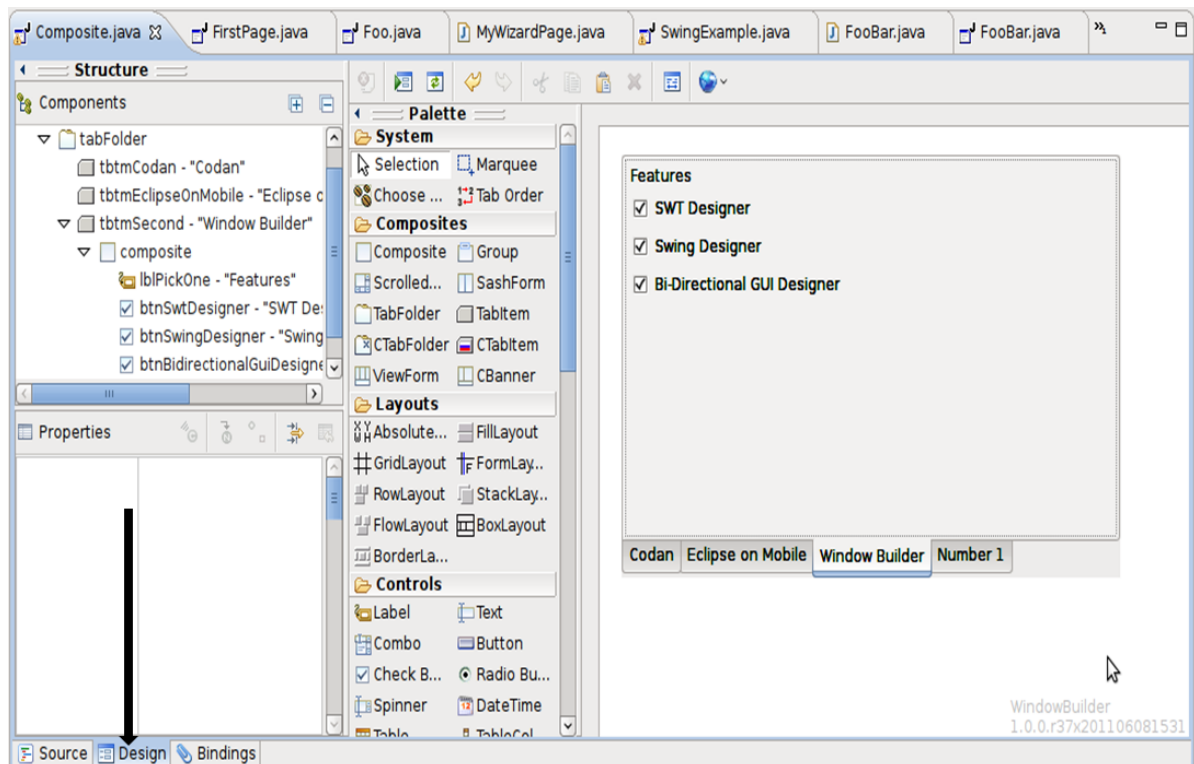 Composite.java
FirstPage.java
Foo.java
MyWizardPage.java
SwingExample.java
FooBar.java
FooBar.java
Structure
Components
tabFolder
tbtmCodan - "Codan"
tbtmEclipseOnMobile - "Eclipse o
tbtmSecond - "Window Builder"
composite
lblPickOne - "Features"
btnSwtDesigner - "SWT De
btnSwingDesigner - "Swing
btnBidirectionalGuiDesigne
Properties
Palette
System
Selection
Marquee
Choose ...
Tab Order
Composites
Composite
Group
Scrolled...
SashForm
TabFolder
TabItem
CTabFolder
CTabItem
ViewForm
CBanner
Layouts
Absolute...
FillLayout
GridLayout
FormLay...
RowLayout
StackLay...
FlowLayout
BoxLayout
BorderLa...
Controls
Label
Text
Combo
Button
Check B...
Radio Bu...
Spinner
DateTime
Table
TableCol
Features
SWT Designer
Swing Designer
Bi-Directional GUI Designer
Codan
Eclipse on Mobile
Window Builder
Number 1
WindowBuilder
1.0.0.r37x201106081531
Source
Design
Bindings